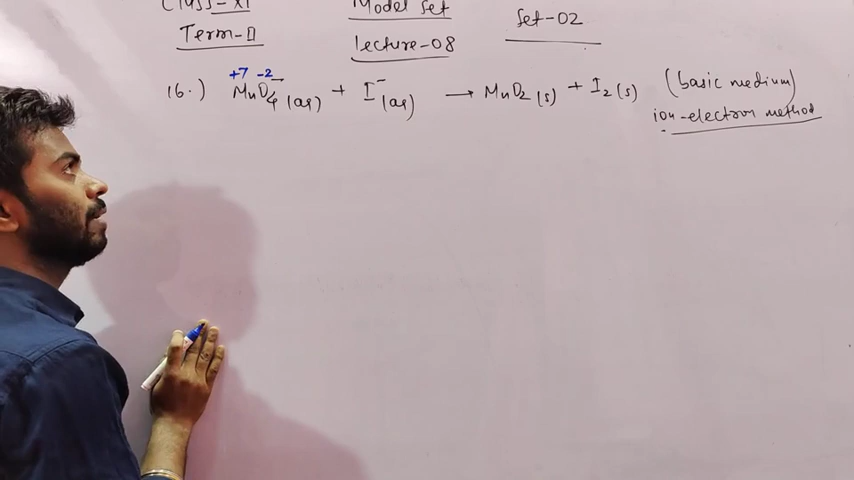 Class-XI Model Set Set-02
Term-II Lecture-08
+7 -2
16.) MnO₄⁻ (aq) + I⁻ (aq) → MnO₂ (s) + I₂ (s) (basic medium)
ion-electron method